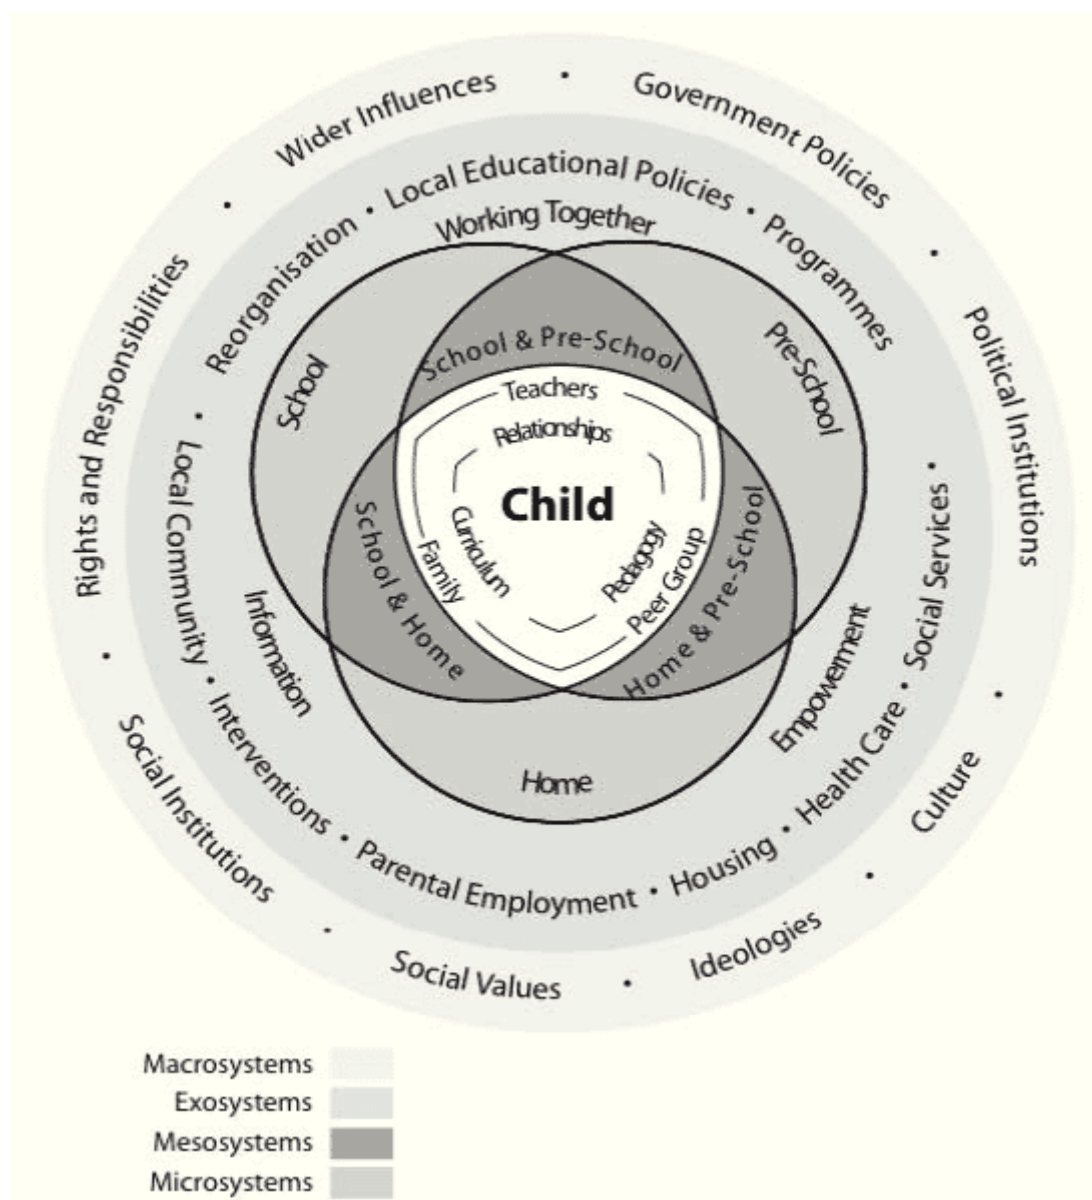 Wider Influences
Government Policies
Political Institutions
Culture
Ideologies
Social Values
Social Institutions
Rights and Responsibilities
Local Educational Policies
Programmes
Social Services
Health Care
Housing
Parental Employment
Interventions
Local Community
Reorganisation
Working Together
Empowerment
Information
School
Pre-School
Home
School & Pre-School
Home & Pre-School
School & Home
Teachers
Peer Group
Family
Relationships
Pedagogy
Curriculum
Child
Macrosystems
Exosystems
Mesosystems
Microsystems